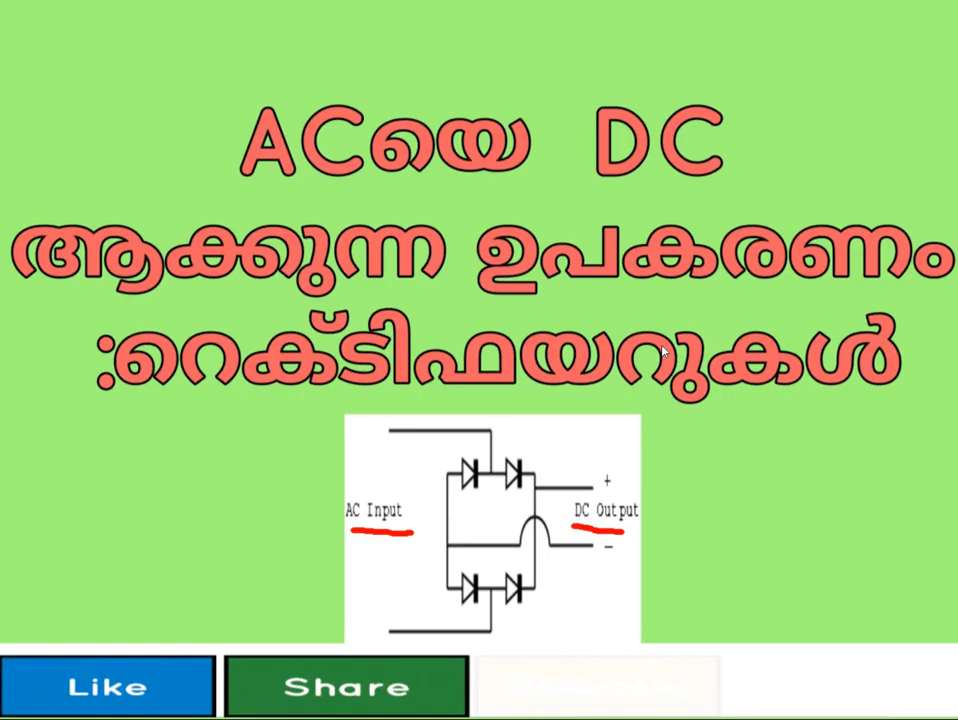 ACയെ DC
ആക്കുന്ന ഉപകരണം
:റെക്ടിഫയറുകൾ
+
AC Input
DC Output
−
Like
Share